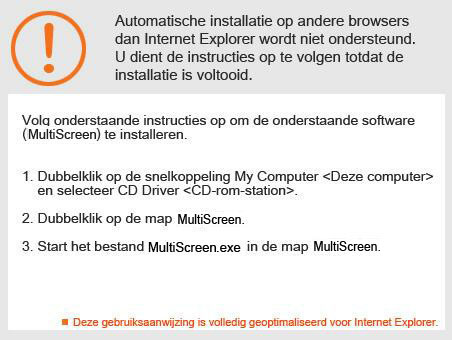 Automatische installatie op andere browsers
dan Internet Explorer wordt niet ondersteund.
U dient de instructies op te volgen totdat de
installatie is voltooid.
Volg onderstaande instructies op om de onderstaande software
(MultiScreen) te installeren.
1. Dubbelklik op de snelkoppeling My Computer <Deze computer>
en selecteer CD Driver <CD-rom-station>.
2. Dubbelklik op de map MultiScreen.
3. Start het bestand MultiScreen.exe in de map MultiScreen.
Deze gebruiksaanwijzing is volledig geoptimaliseerd voor Internet Explorer.